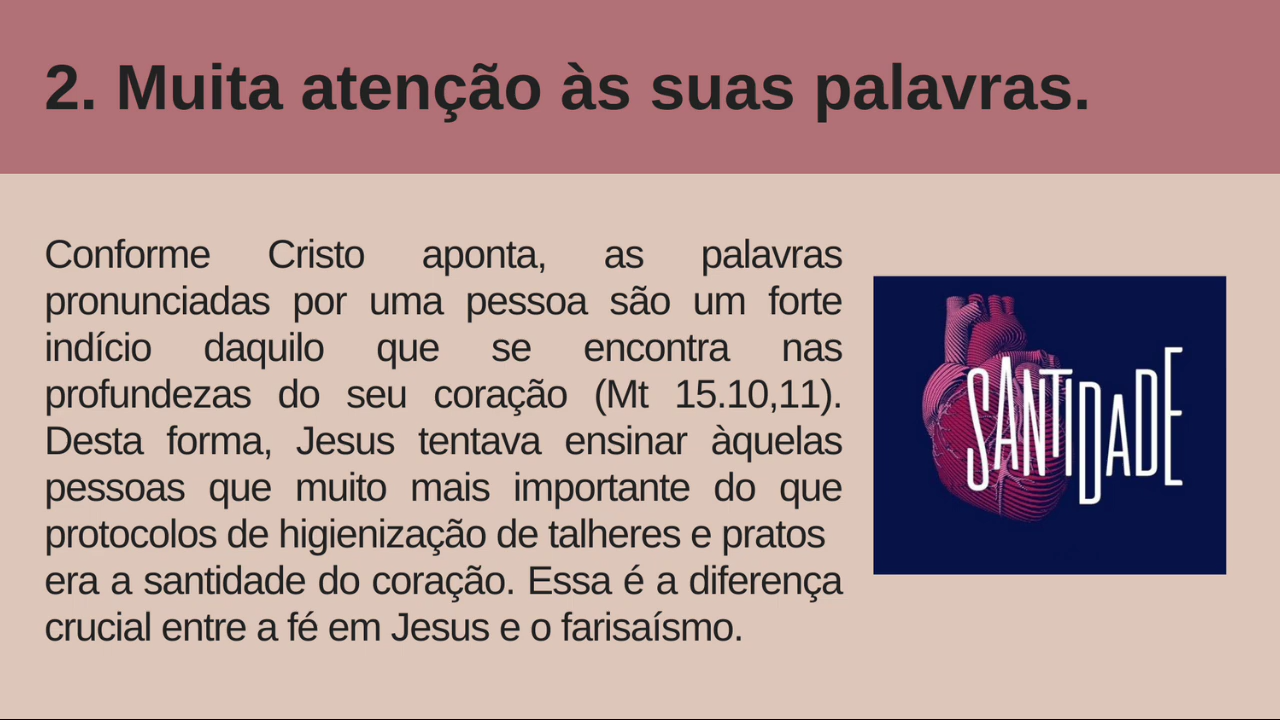 2. Muita atenção às suas palavras.
Conforme Cristo aponta, as palavras
pronunciadas por uma pessoa são um forte
indício daquilo que se encontra nas
profundezas do seu coração (Mt 15.10,11).
Desta forma, Jesus tentava ensinar àquelas
pessoas que muito mais importante do que
protocolos de higienização de talheres e pratos
era a santidade do coração. Essa é a diferença
crucial entre a fé em Jesus e o farisaísmo.
SANTIDADE